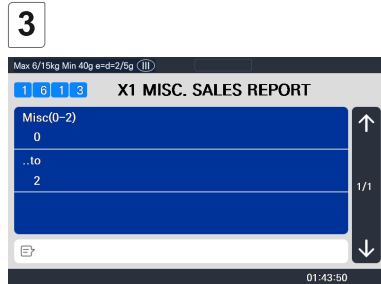 3
Max 6/15kg Min 40g e=d=2/5g III
1 6 1 3 X1 MISC. SALES REPORT
Misc(0-2)
0
..to
2
1/1
01:43:50